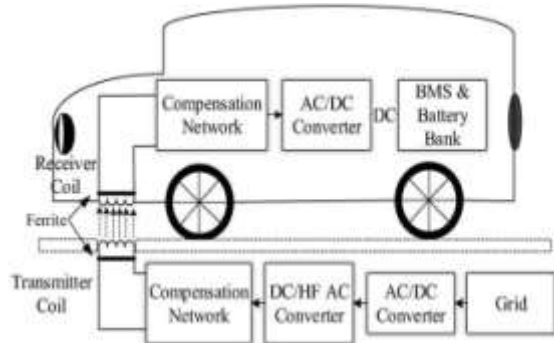 Compensation
Network
AC/DC
Converter
DC
BMS &
Battery
Bank
Receiver
Coil
Ferrite
Transmitter
Coil
Compensation
Network
DC/HF AC
Converter
AC/DC
Converter
Grid